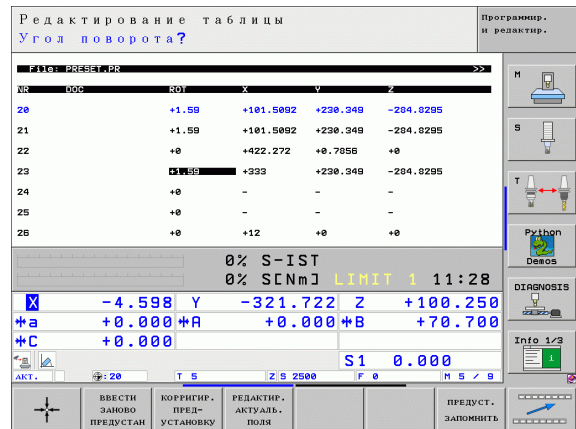 Редактирование таблицы
Угол поворота?
Программир.
и редактир.
File: PRESET.PR >>
NR DOC ROT X Y Z
20 +1.59 +101.5092 +230.349 -284.8295
21 +1.59 +101.5092 +230.349 -284.8295
22 +0 +422.272 +0.7856 +0
23 +1.59 +333 +230.349 -284.8295
24 +0 - - -
25 +0 - - -
26 +0 +12 +0 +0
0% S-IST
0% S[Nm] LIMIT 1 11:28
X -4.598 Y -321.722 Z +100.250
a +0.000 A +0.000 B +70.700
C +0.000
S1 0.000
АКТ. :20 T 5 Z S 2500 F 0 M 5 / 9
M
S
T
Python
Demos
DIAGNOSIS
Info 1/3
i
ВВЕСТИ
ЗАНОВО
ПРЕДУСТАН
КОРРИГИР.
ПРЕД-
УСТАНОВКУ
РЕДАКТИР.
АКТУАЛЬ.
ПОЛЯ
ПРЕДУСТ.
ЗАПОМНИТЬ